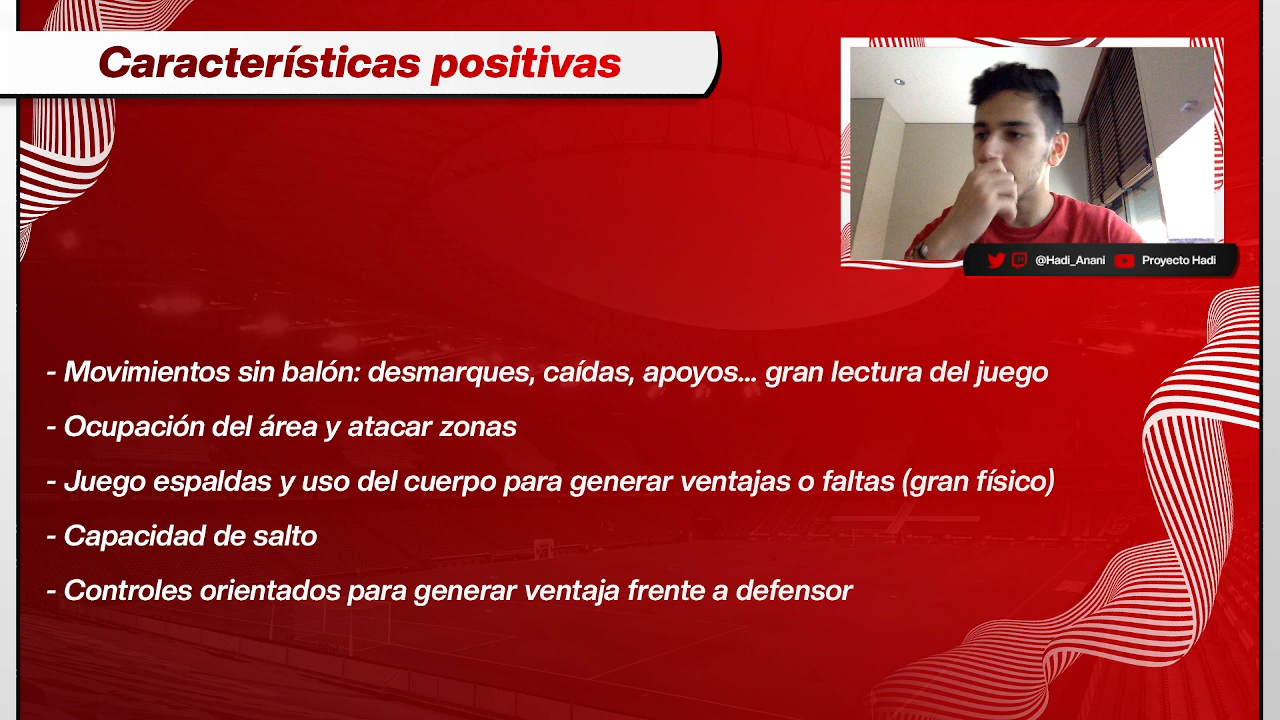 Características positivas
@Hadi_Anani Proyecto Hadi
- Movimientos sin balón: desmarques, caídas, apoyos... gran lectura del juego
- Ocupación del área y atacar zonas
- Juego espaldas y uso del cuerpo para generar ventajas o faltas (gran físico)
- Capacidad de salto
- Controles orientados para generar ventaja frente a defensor